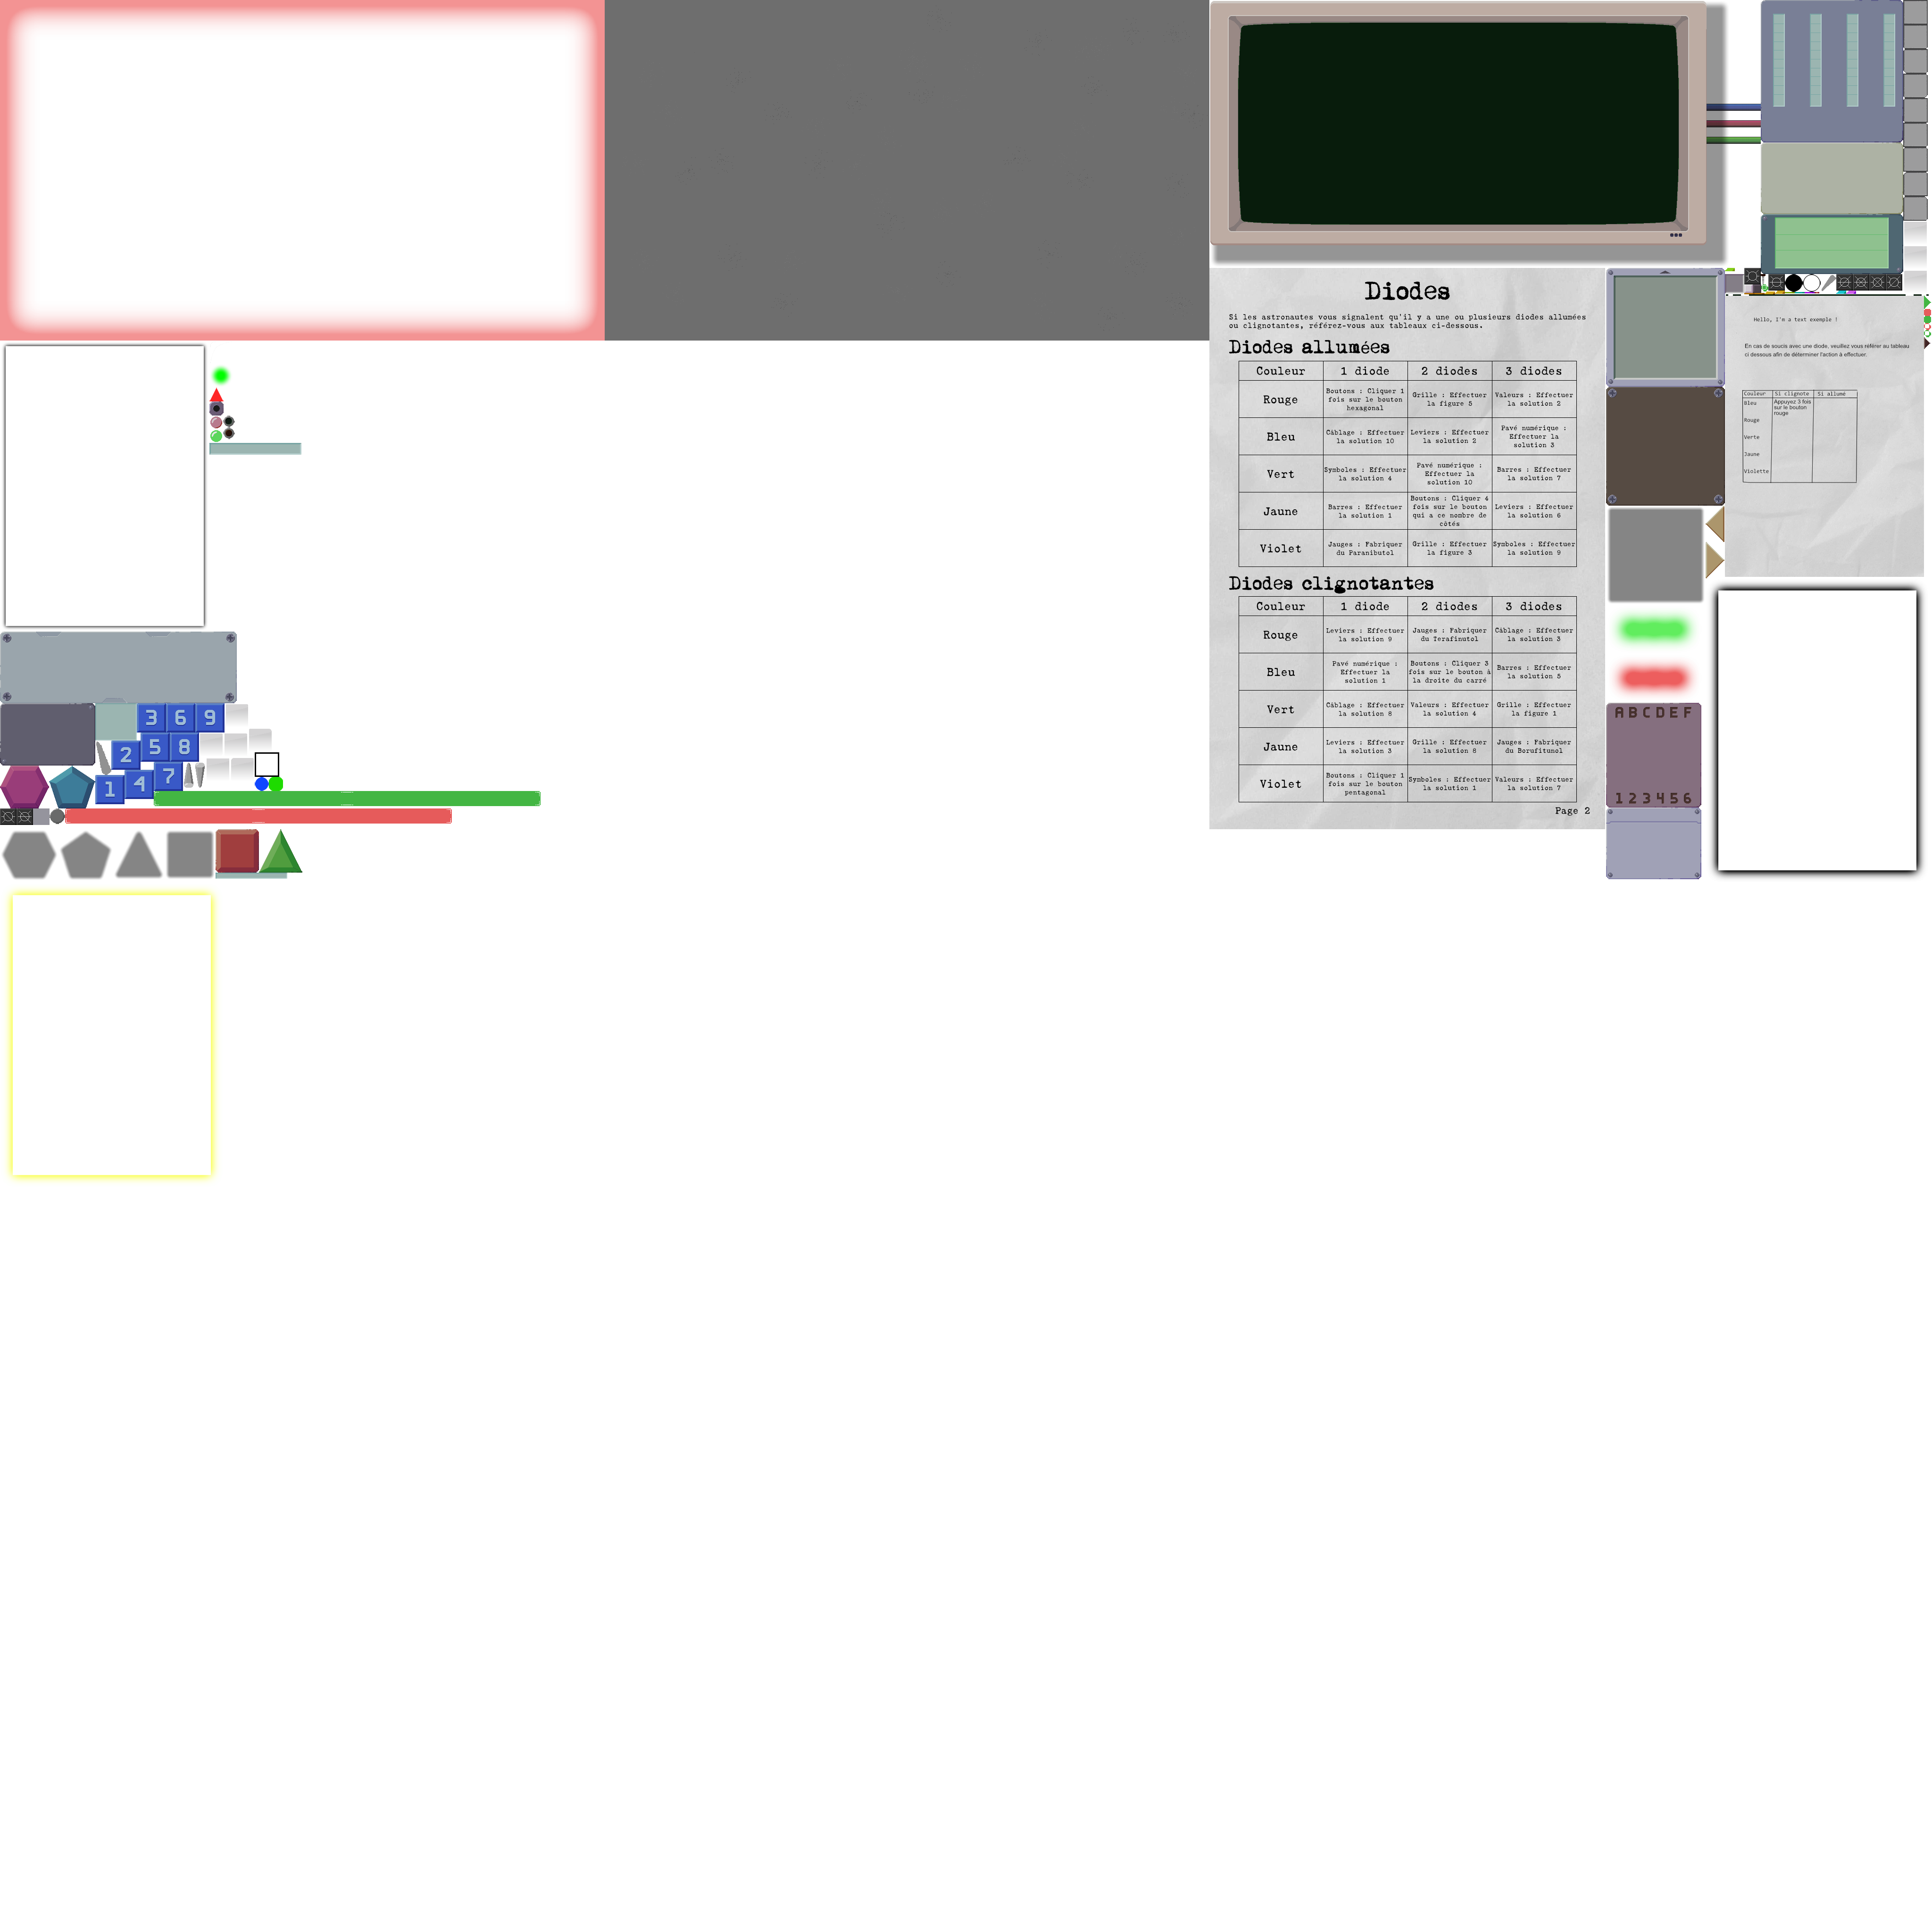 Diodes
Si les astronautes vous signalent qu'il y a une ou plusieurs diodes allumées
ou clignotantes, référez-vous aux tableaux ci-dessous.
Diodes allumées
Couleur 1 diode 2 diodes 3 diodes
Rouge
Boutons : Cliquer 1
fois sur le bouton
hexagonal
Grille : Effectuer
la figure 5
Valeurs : Effectuer
la solution 2
Bleu
Câblage : Effectuer
la solution 10
Leviers : Effectuer
la solution 2
Pavé numérique :
Effectuer la
solution 3
Vert
Symboles : Effectuer
la solution 4
Pavé numérique :
Effectuer la
solution 10
Barres : Effectuer
la solution 7
Jaune
Barres : Effectuer
la solution 1
Boutons : Cliquer 4
fois sur le bouton
qui a ce nombre de
côtés
Leviers : Effectuer
la solution 6
Violet
Jauges : Fabriquer
du Paranibutol
Grille : Effectuer
la figure 3
Symboles : Effectuer
la solution 9
Diodes clignotantes
Couleur 1 diode 2 diodes 3 diodes
Rouge
Leviers : Effectuer
la solution 9
Jauges : Fabriquer
du Terafinutol
Câblage : Effectuer
la solution 3
Bleu
Pavé numérique :
Effectuer la
solution 1
Boutons : Cliquer 3
fois sur le bouton à
la droite du carré
Barres : Effectuer
la solution 5
Vert
Câblage : Effectuer
la solution 8
Valeurs : Effectuer
la solution 4
Grille : Effectuer
la figure 1
Jaune
Leviers : Effectuer
la solution 3
Grille : Effectuer
la figure 8
Jauges : Fabriquer
du Borufitunol
Violet
Boutons : Cliquer 1
fois sur le bouton
pentagonal
Symboles : Effectuer
la solution 1
Valeurs : Effectuer
la solution 7
Page 2
Hello, I'm a text exemple !
En cas de soucis avec une diode, veuillez vous référer au tableau
ci dessous afin de déterminer l'action à effectuer.
Couleur Si clignote Si allumé
Bleu
Appuyez 3 fois
sur le bouton
rouge
Rouge
Verte
Jaune
Violette
A B C D E F
1 2 3 4 5 6
3 6 9
2 5 8
1 4 7